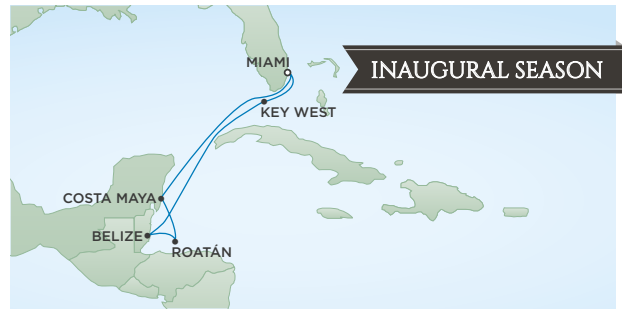 MIAMI
INAUGURAL SEASON
KEY WEST
COSTA MAYA
BELIZE
ROATÁN